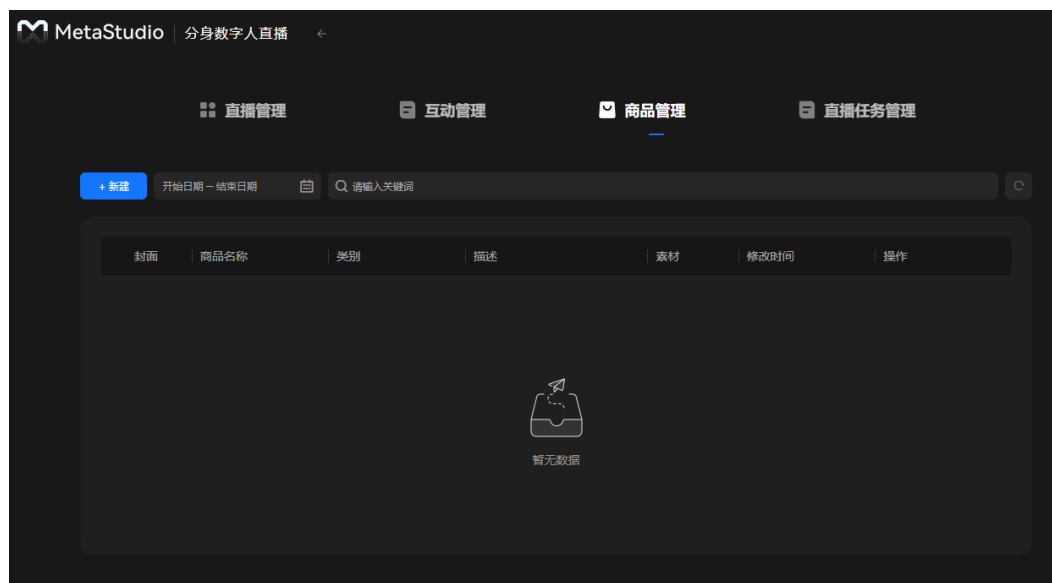 MetaStudio 分身数字人直播
直播管理 互动管理 商品管理 直播任务管理
+ 新建 开始日期 – 结束日期 请输入关键词
封面 商品名称 类别 描述 素材 修改时间 操作
暂无数据